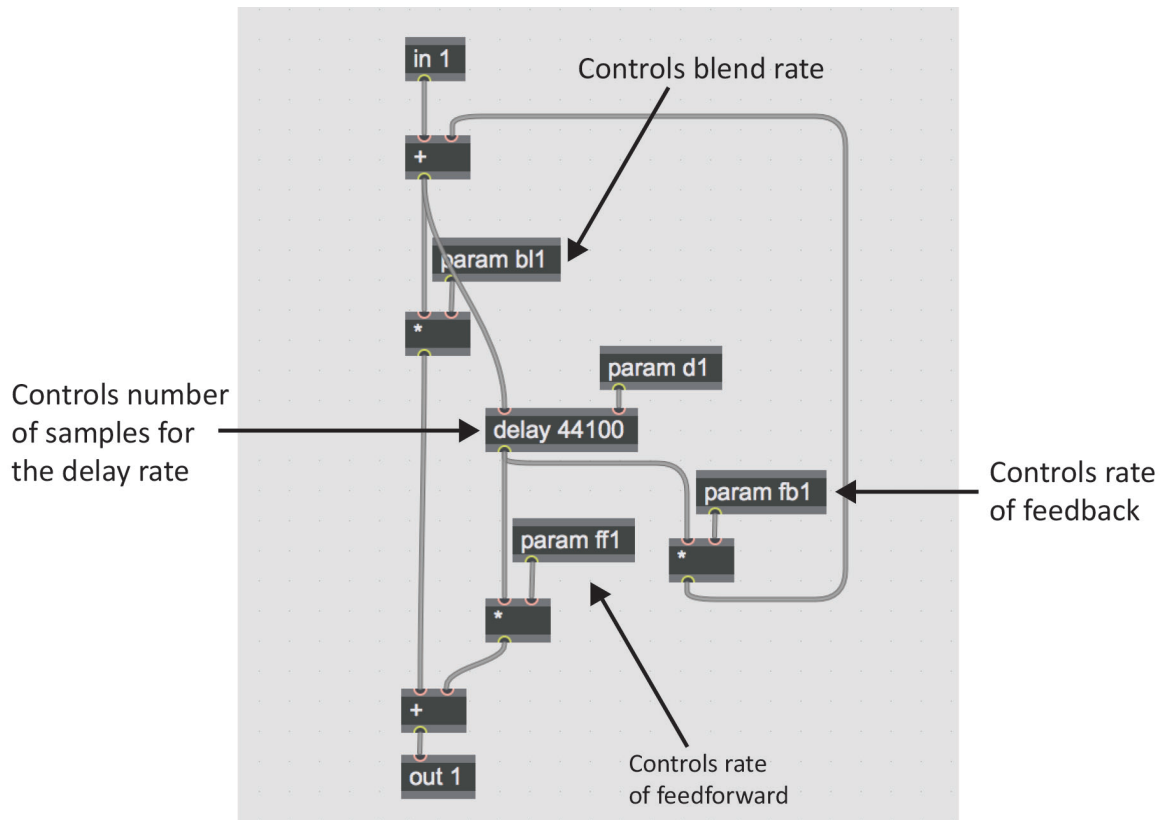 in 1
Controls blend rate
+
param bl1
*
param d1
Controls number
of samples for
the delay rate
delay 44100
param fb1
Controls rate
of feedback
param ff1
*
*
+
out 1
Controls rate
of feedforward